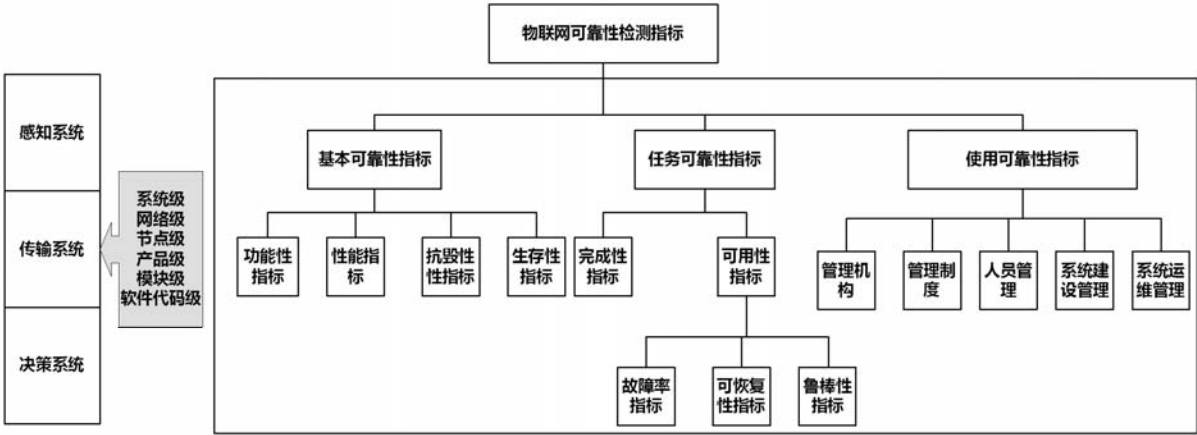 物联网可靠性检测指标
感知系统
传输系统
决策系统
系统级
网络级
节点级
产品级
模块级
软件代码级
基本可靠性指标
任务可靠性指标
使用可靠性指标
功能性
指标
性能指
标
抗毁性
性指标
生存性
指标
完成性
指标
可用性
指标
管理机
构
管理制
度
人员管
理
系统建
设管理
系统运
维管理
故障率
指标
可恢复
性指标
鲁棒性
指标